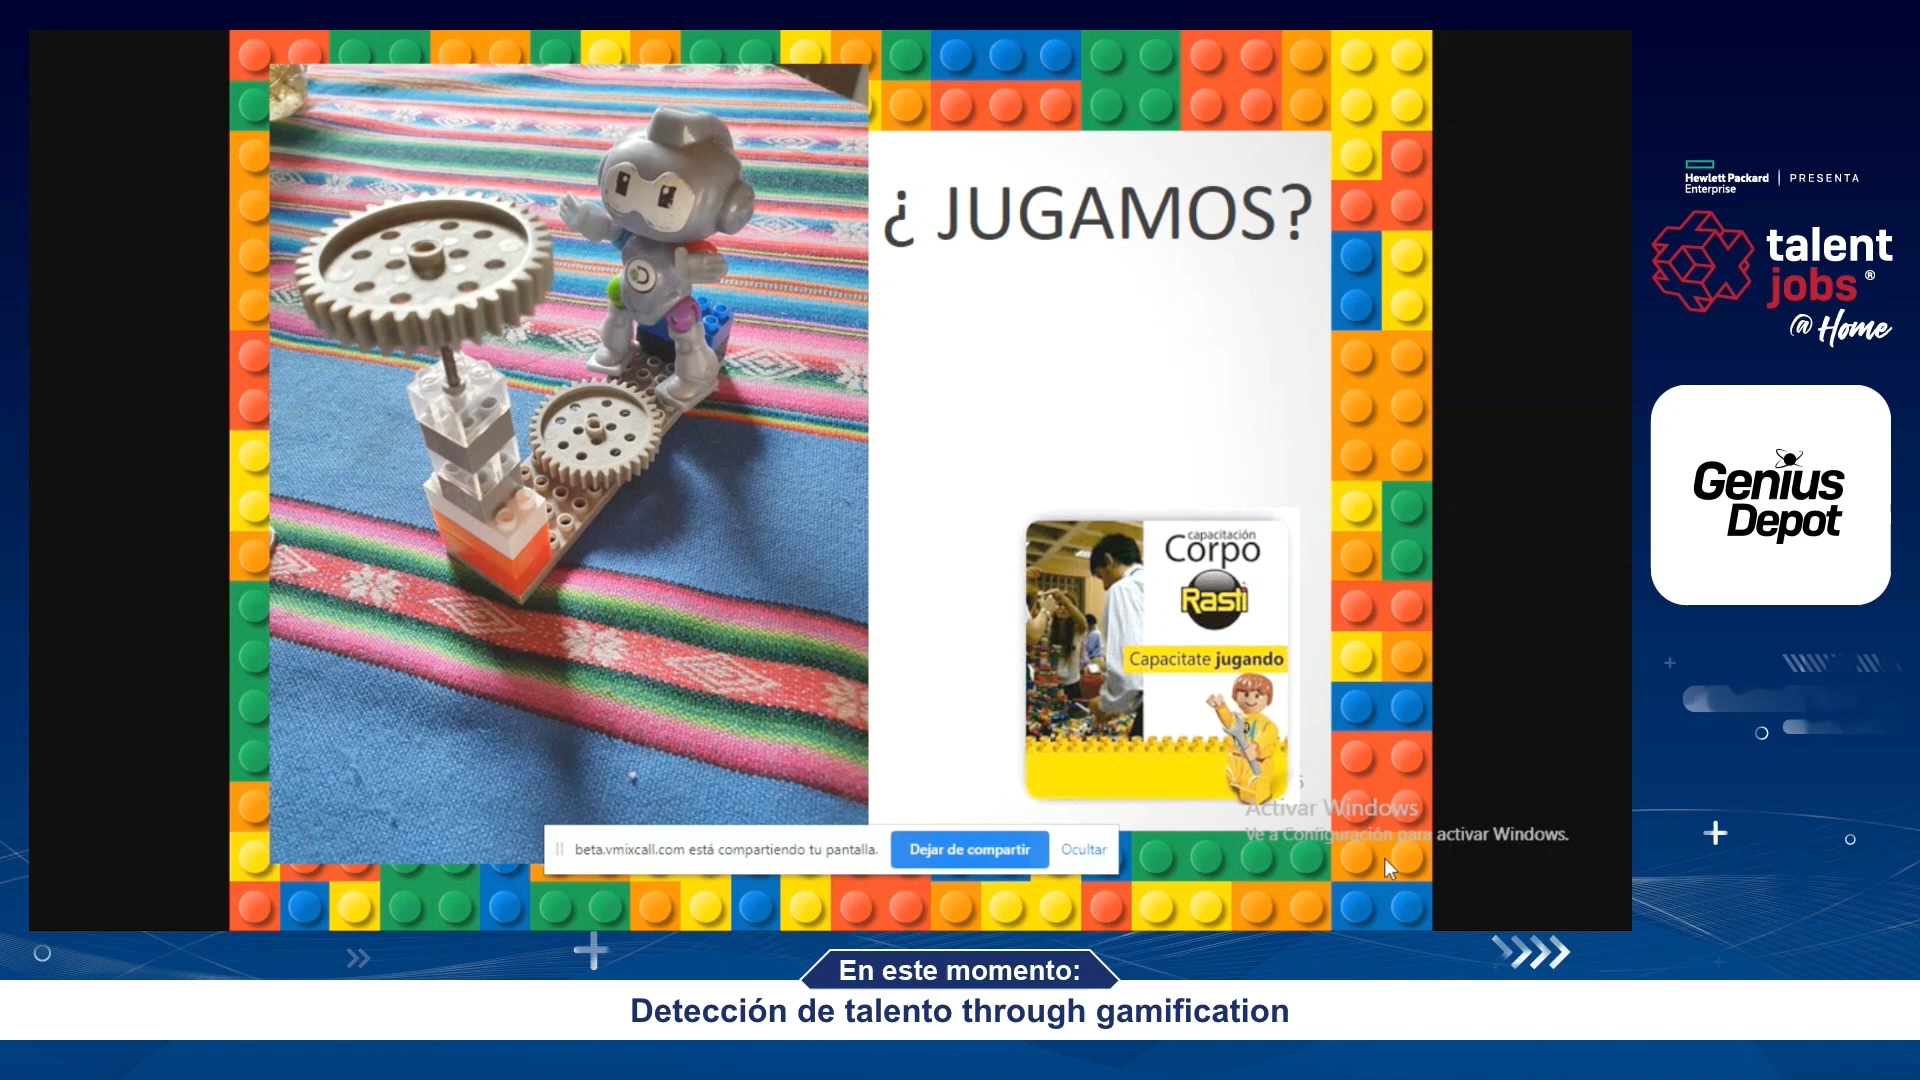 ¿ JUGAMOS?
capacitación
Corpo
Rasti
Capacitate jugando
Activar Windows
Ve a Configuración para activar Windows.
beta.vmixcall.com está compartiendo tu pantalla.
Dejar de compartir
Ocultar
Hewlett Packard
Enterprise
PRESENTA
talent
jobs®
@Home
Genius
Depot
En este momento:
Detección de talento through gamification